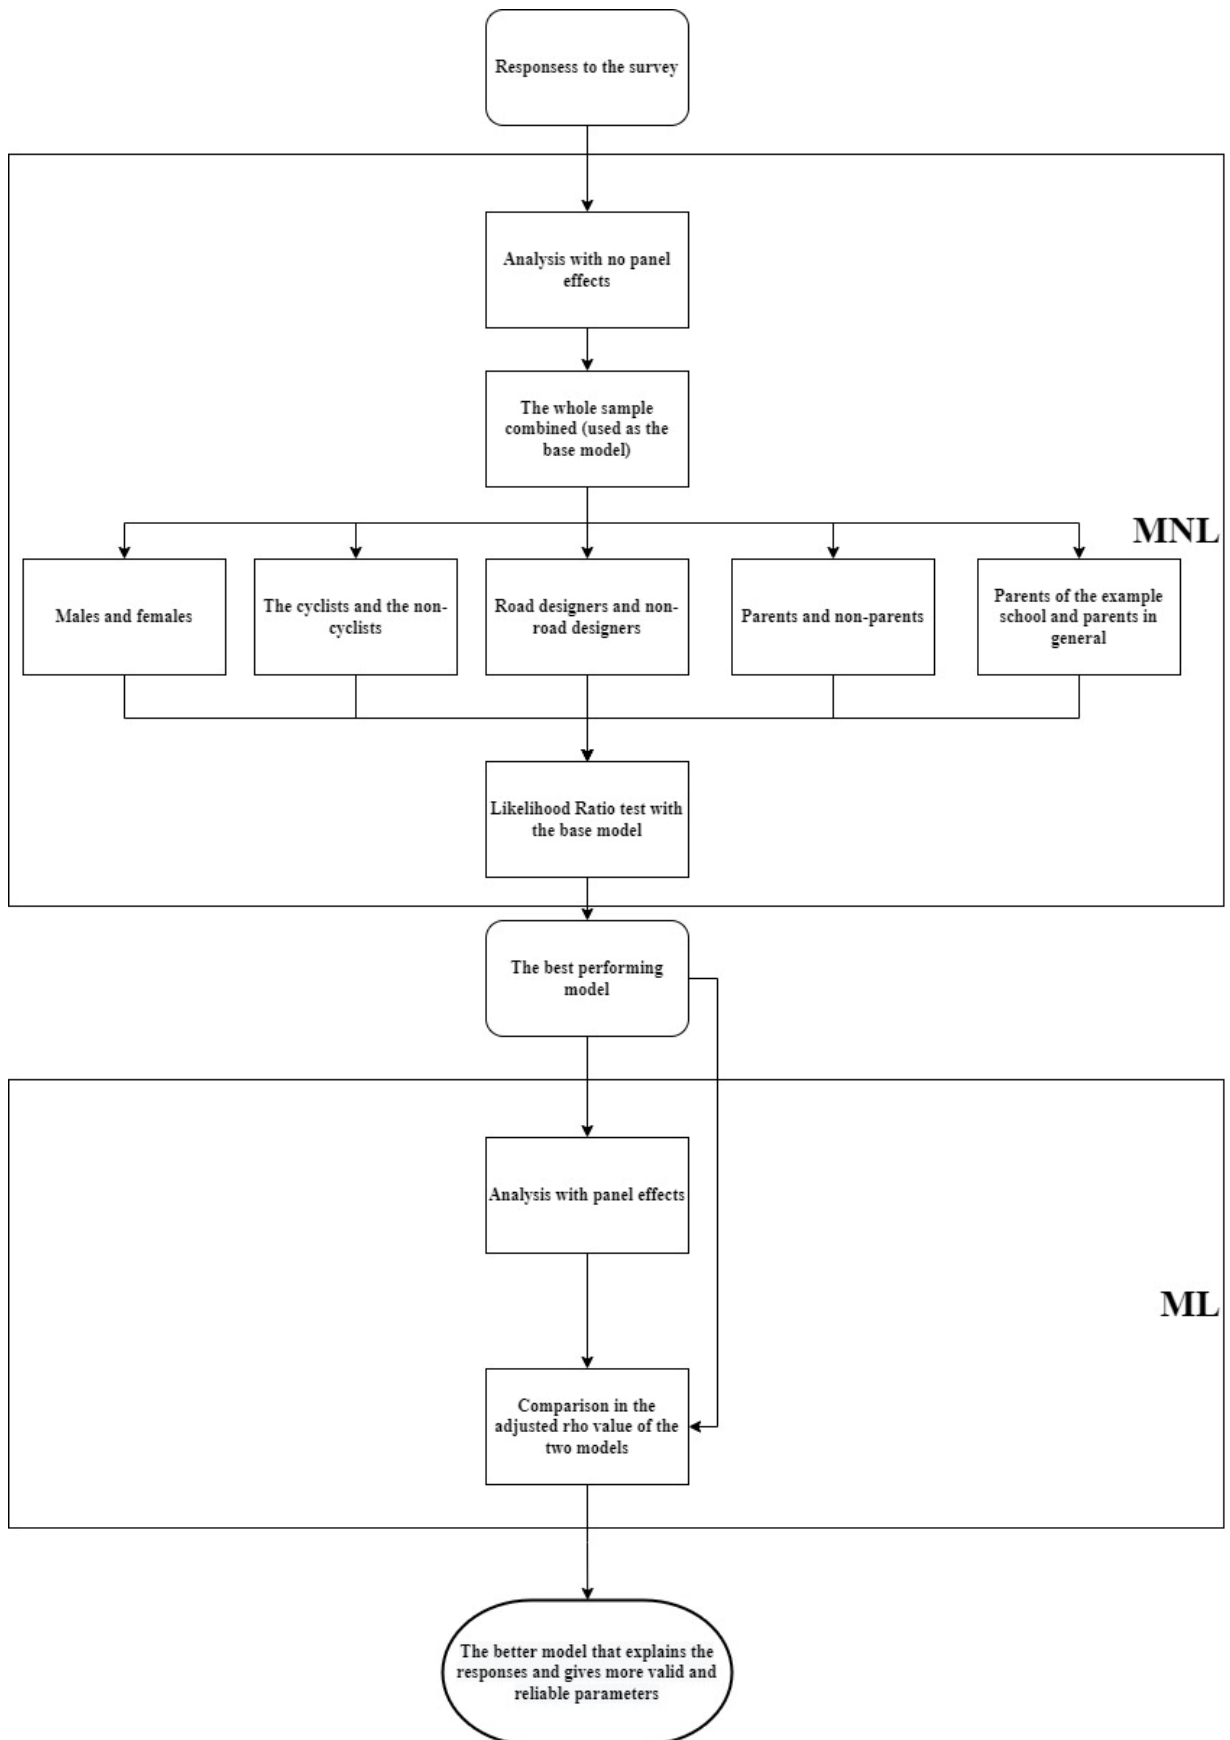 Responsess to the survey
Analysis with no panel
effects
The whole sample
combined (used as the
base model)
MNL
Males and females
The cyclists and the non-
cyclists
Road designers and non-
road designers
Parents and non-parents
Parents of the example
school and parents in
general
Likelihood Ratio test with
the base model
The best performing
model
Analysis with panel effects
ML
Comparison in the
adjusted rho value of the
two models
The better model that explains the
responses and gives more valid and
reliable parameters